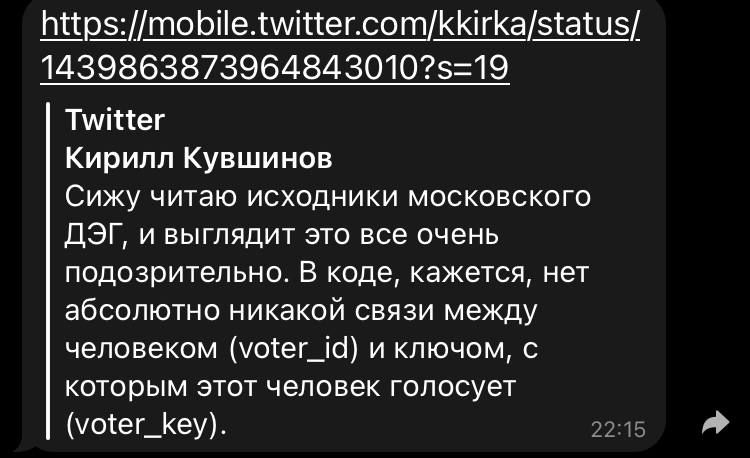 https://mobile.twitter.com/kkirka/status/
1439863873964843010?s=19
Twitter
Кирилл Кувшинов
Сижу читаю исходники московского
ДЭГ, и выглядит это все очень
подозрительно. В коде, кажется, нет
абсолютно никакой связи между
человеком (voter_id) и ключом, с
которым этот человек голосует
(voter_key).
22:15